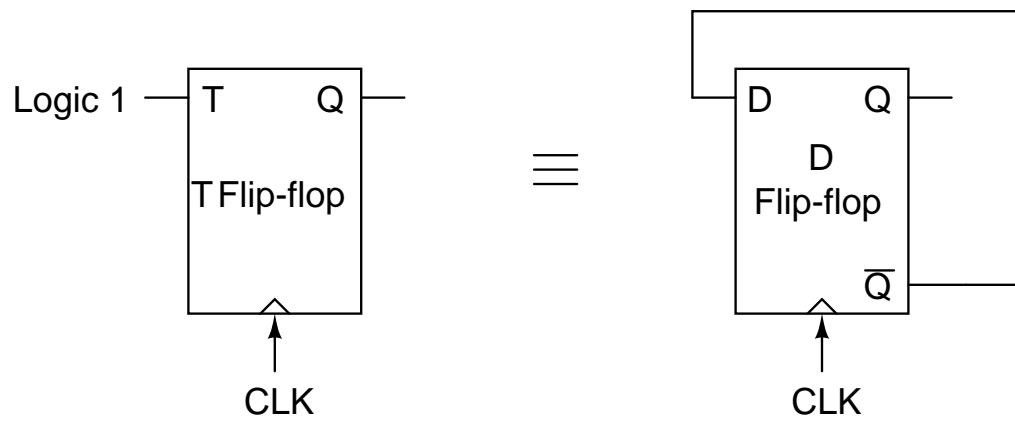 Logic 1
T Q
T Flip-flop
CLK
≡
D Q
D
Flip-flop
Q̅
CLK